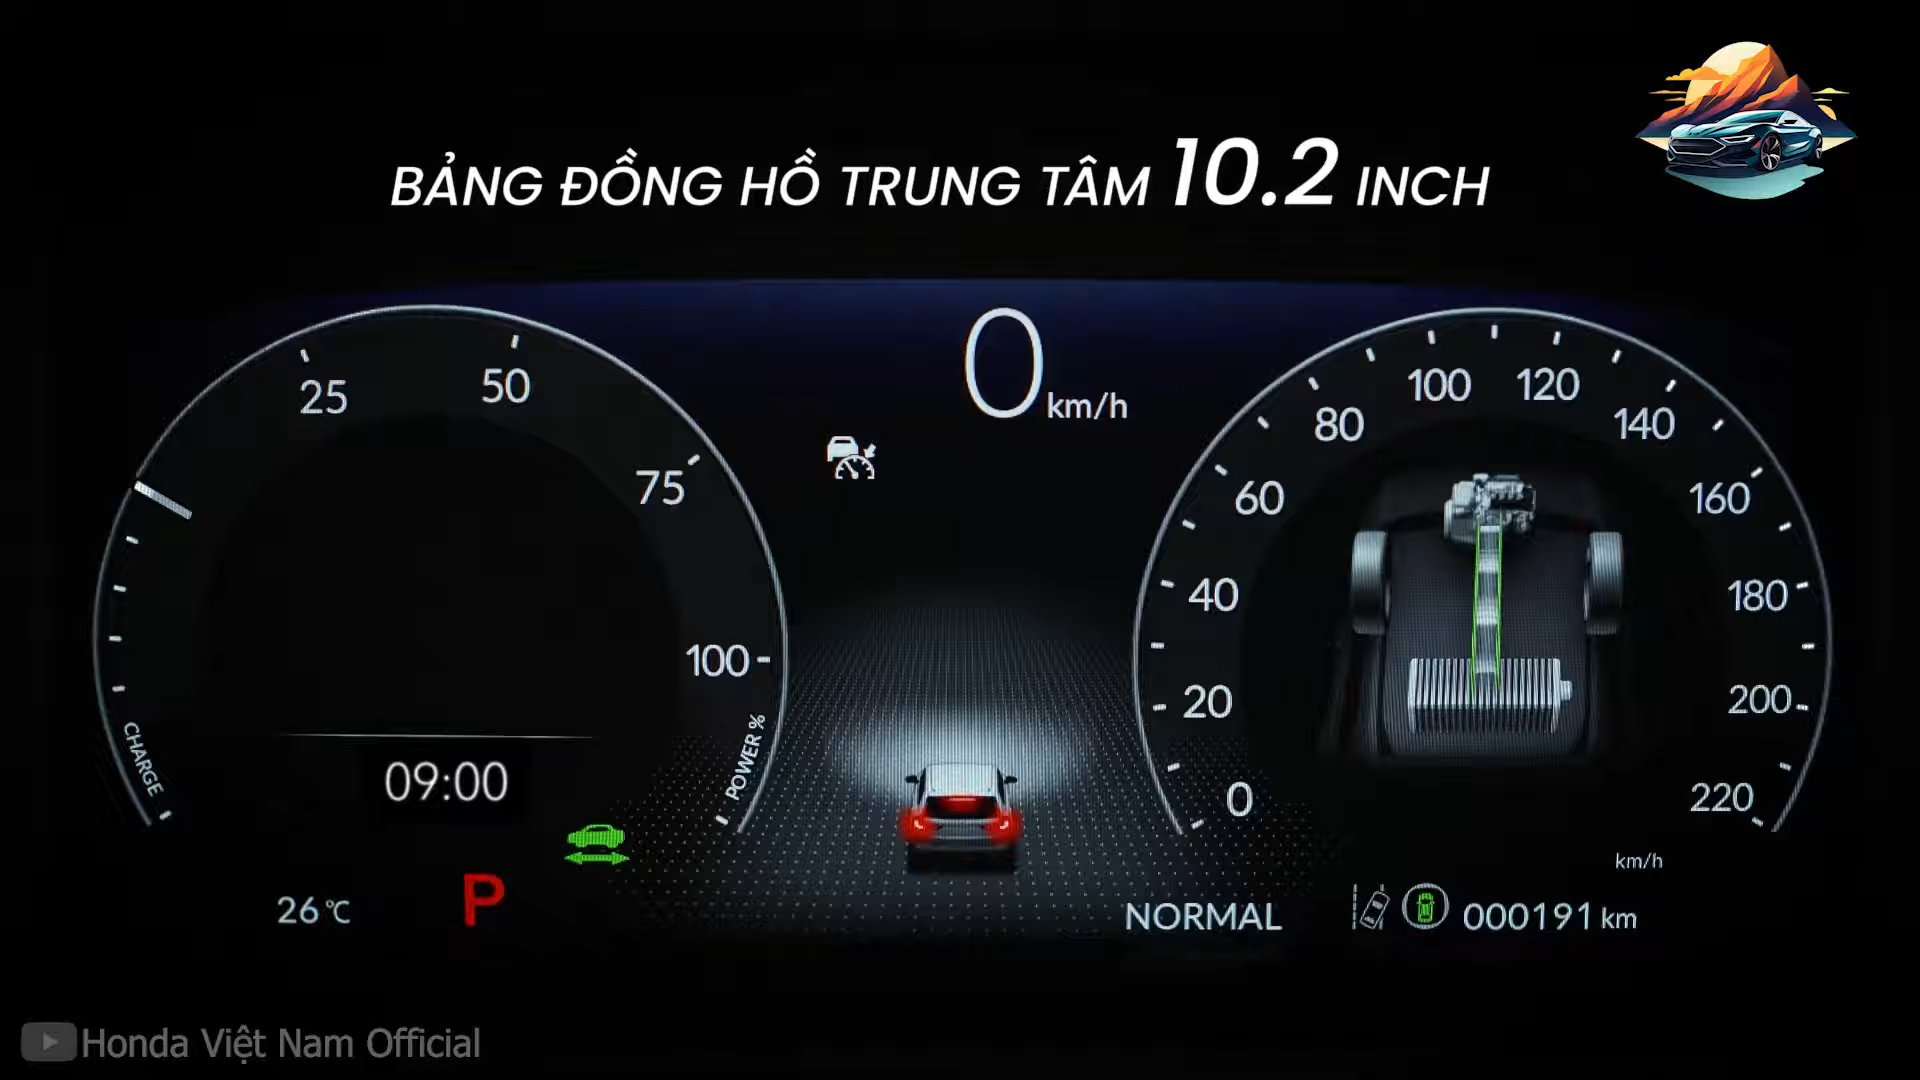 BẢNG ĐỒNG HỒ TRUNG TÂM 10.2 INCH
0 km/h
25
50
75
100
CHARGE
POWER %
09:00
26 °C
P
0
20
40
60
80
100
120
140
160
180
200
220
km/h
NORMAL
000191 km
Honda Việt Nam Official